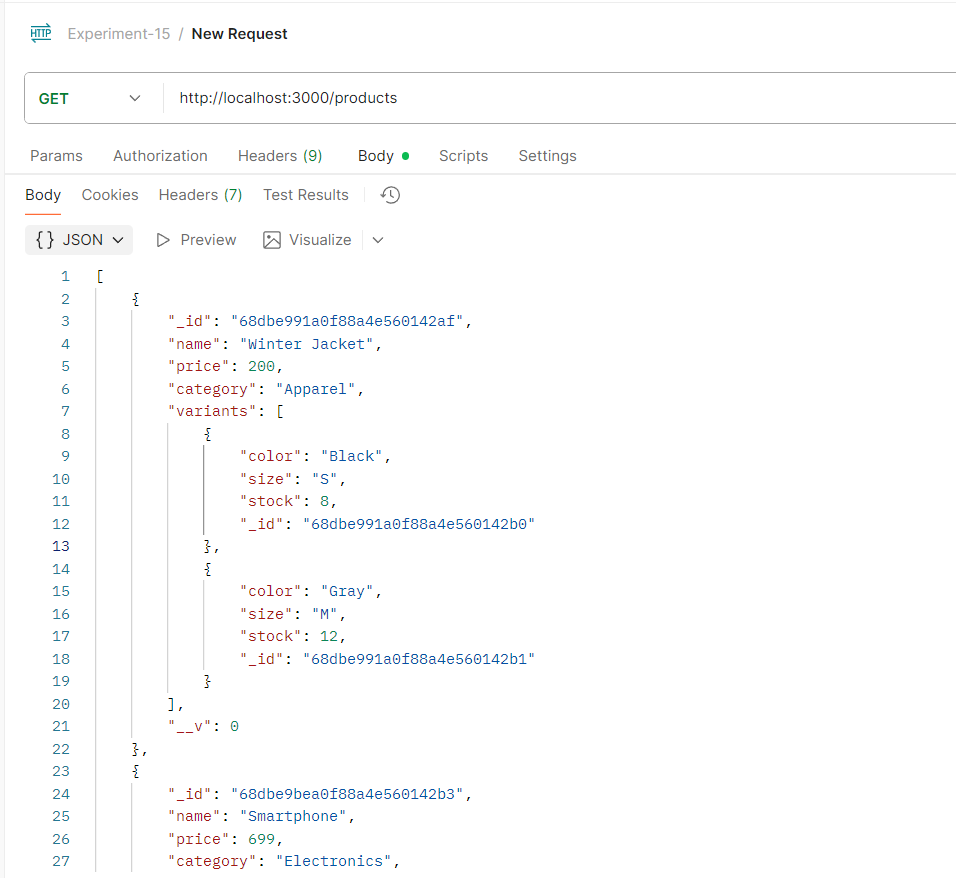 HTTP Experiment-15 / New Request
GET http://localhost:3000/products
Params Authorization Headers (9) Body Scripts Settings
Body Cookies Headers (7) Test Results
{} JSON Preview Visualize
1 [
2 {
3 "_id": "68dbe991a0f88a4e560142af",
4 "name": "Winter Jacket",
5 "price": 200,
6 "category": "Apparel",
7 "variants": [
8 {
9 "color": "Black",
10 "size": "S",
11 "stock": 8,
12 "_id": "68dbe991a0f88a4e560142b0"
13 },
14 {
15 "color": "Gray",
16 "size": "M",
17 "stock": 12,
18 "_id": "68dbe991a0f88a4e560142b1"
19 }
20 ],
21 "__v": 0
22 },
23 {
24 "_id": "68dbe9bea0f88a4e560142b3",
25 "name": "Smartphone",
26 "price": 699,
27 "category": "Electronics",